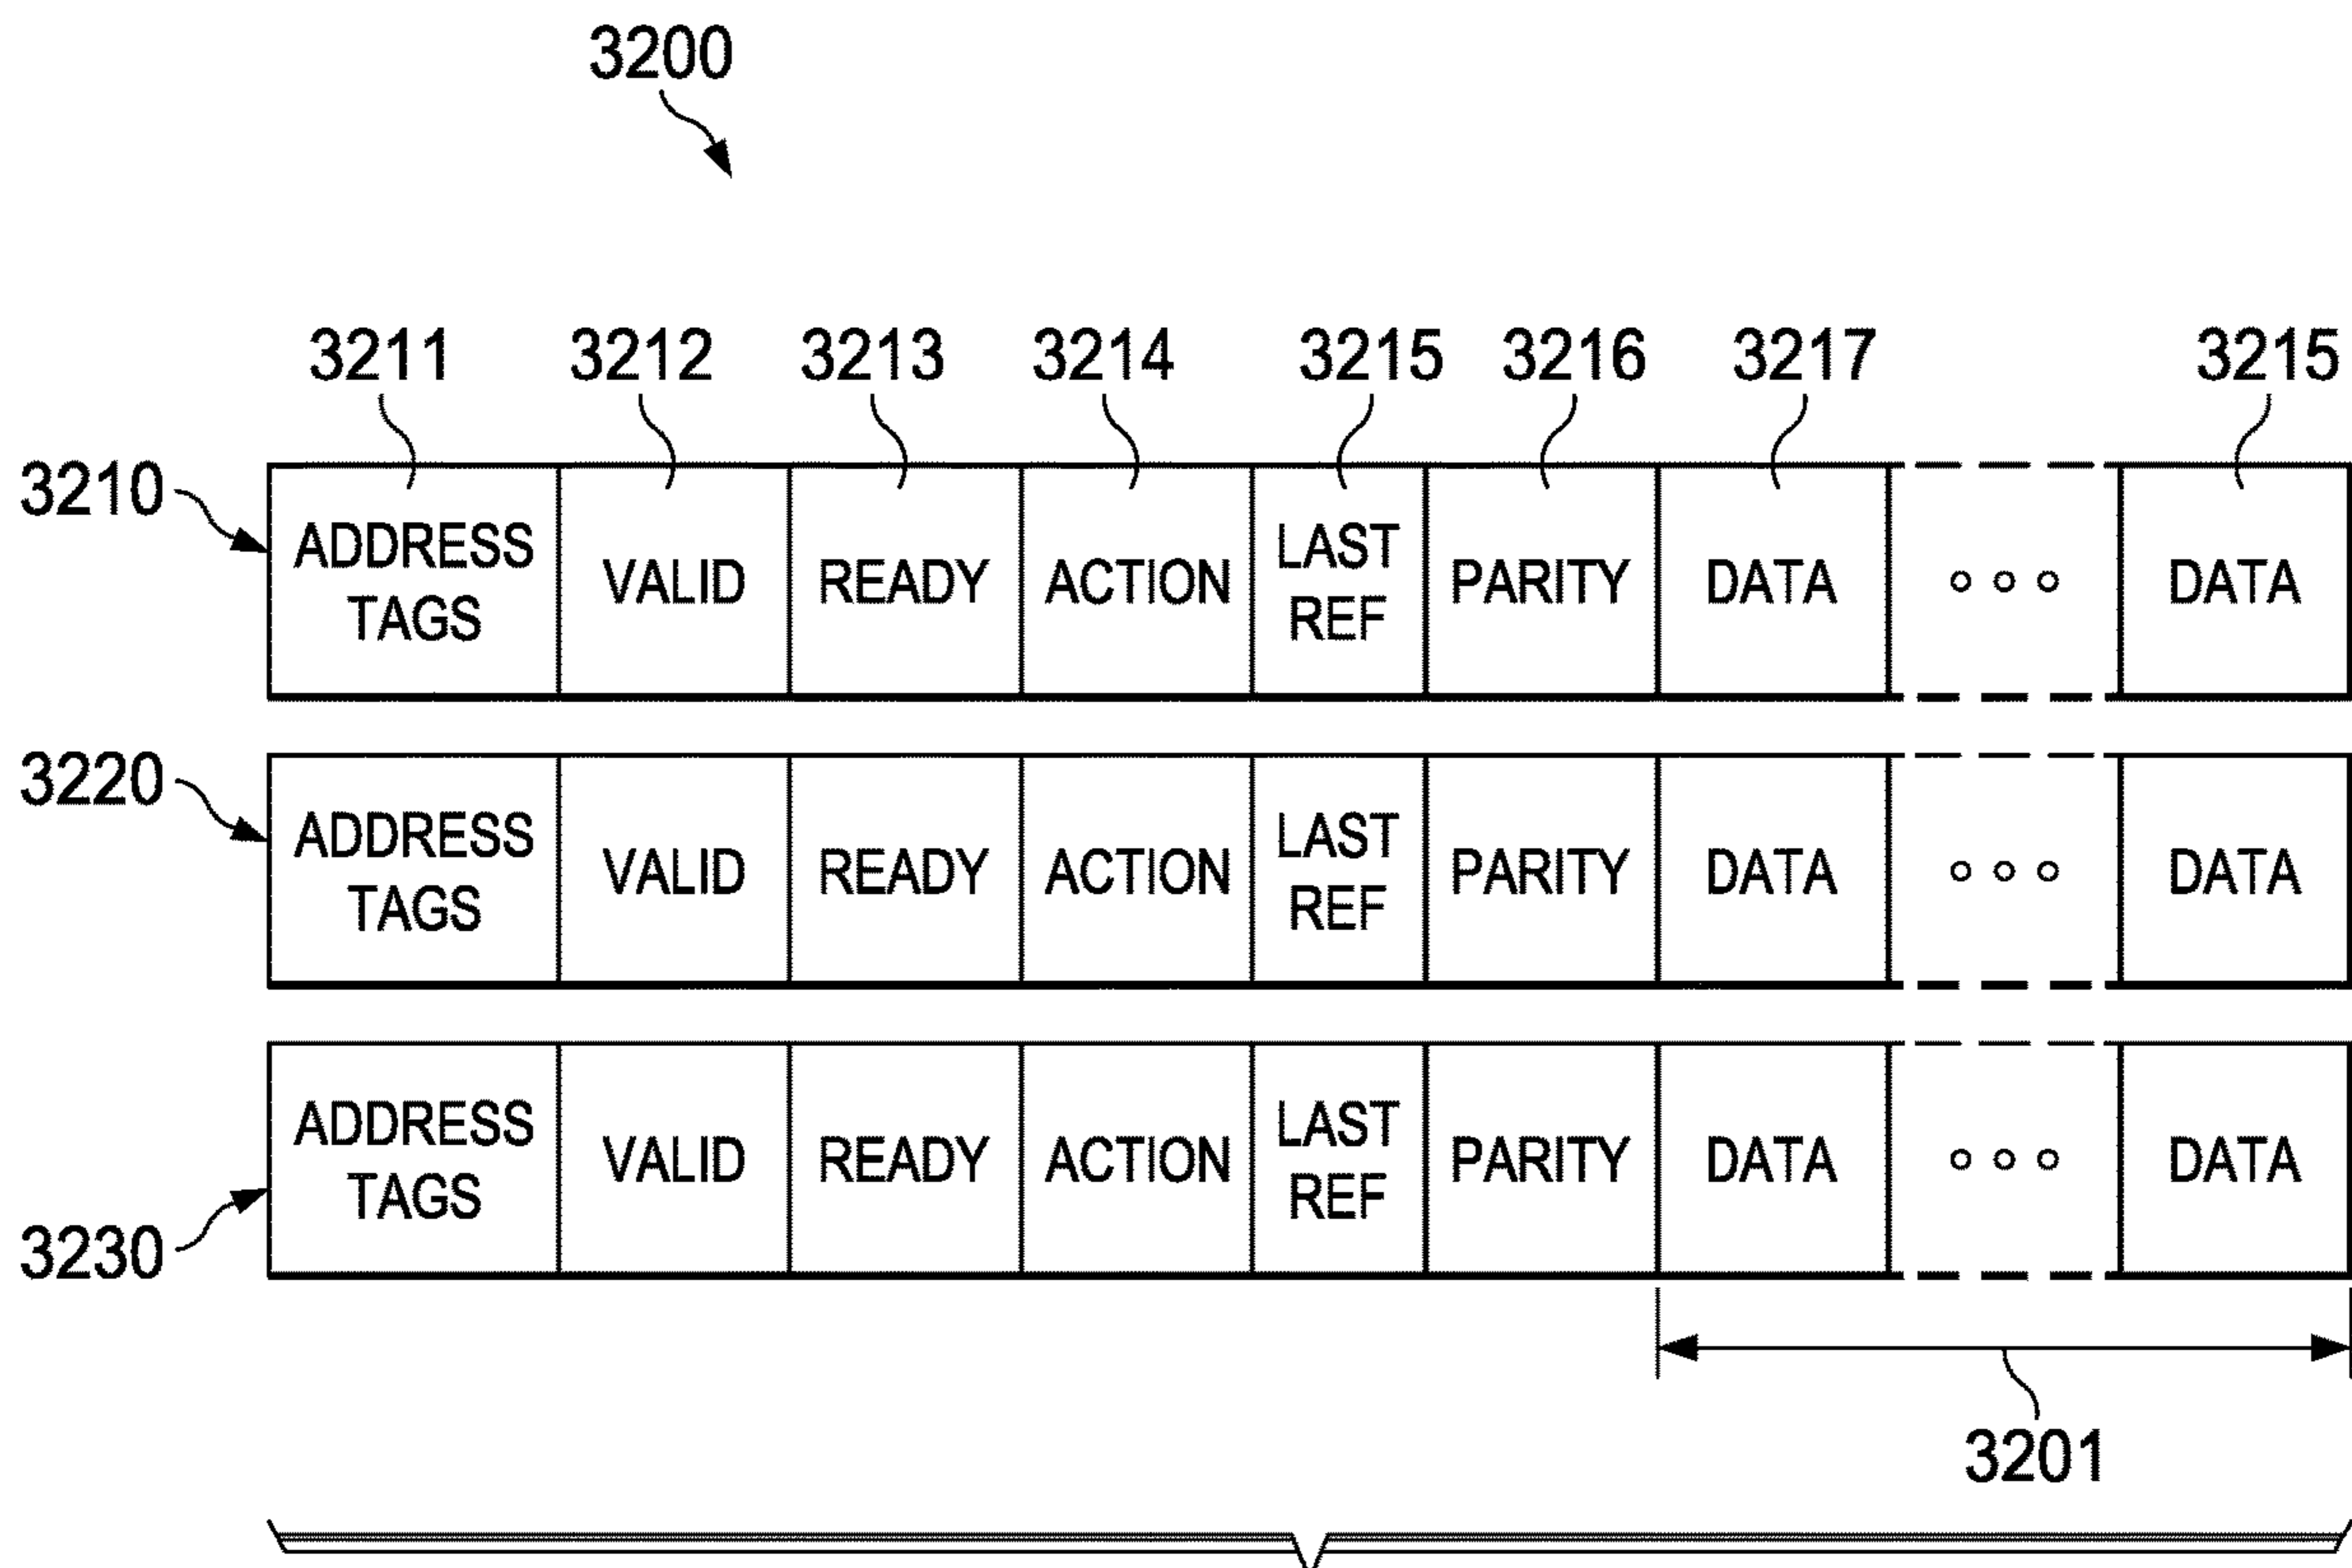 3200
3211 3212 3213 3214 3215 3216 3217 3215
3210
ADDRESS TAGS VALID READY ACTION LAST REF PARITY DATA DATA
3220
ADDRESS TAGS VALID READY ACTION LAST REF PARITY DATA DATA
3230
ADDRESS TAGS VALID READY ACTION LAST REF PARITY DATA DATA
3201